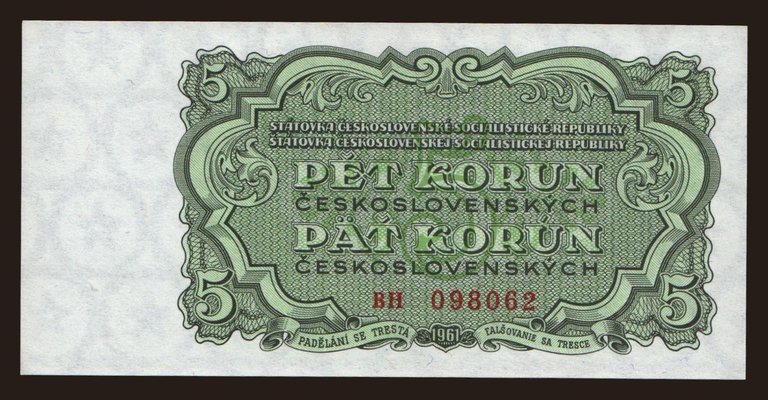 5 5
STÁTOVKA ČESKOSLOVENSKÉ SOCIALISTICKÉ REPUBLIKY
ŠTÁTOVKA ČESKOSLOVENSKEJ SOCIALISTICKEJ REPUBLIKY
PĚT KORUN
ČESKOSLOVENSKÝCH
PÄŤ KORÚN
ČESKOSLOVENSKÝCH
5 BH 098062 5
PADĚLÁNÍ SE TRESTÁ 1961 FALŠOVANIE SA TRESCE